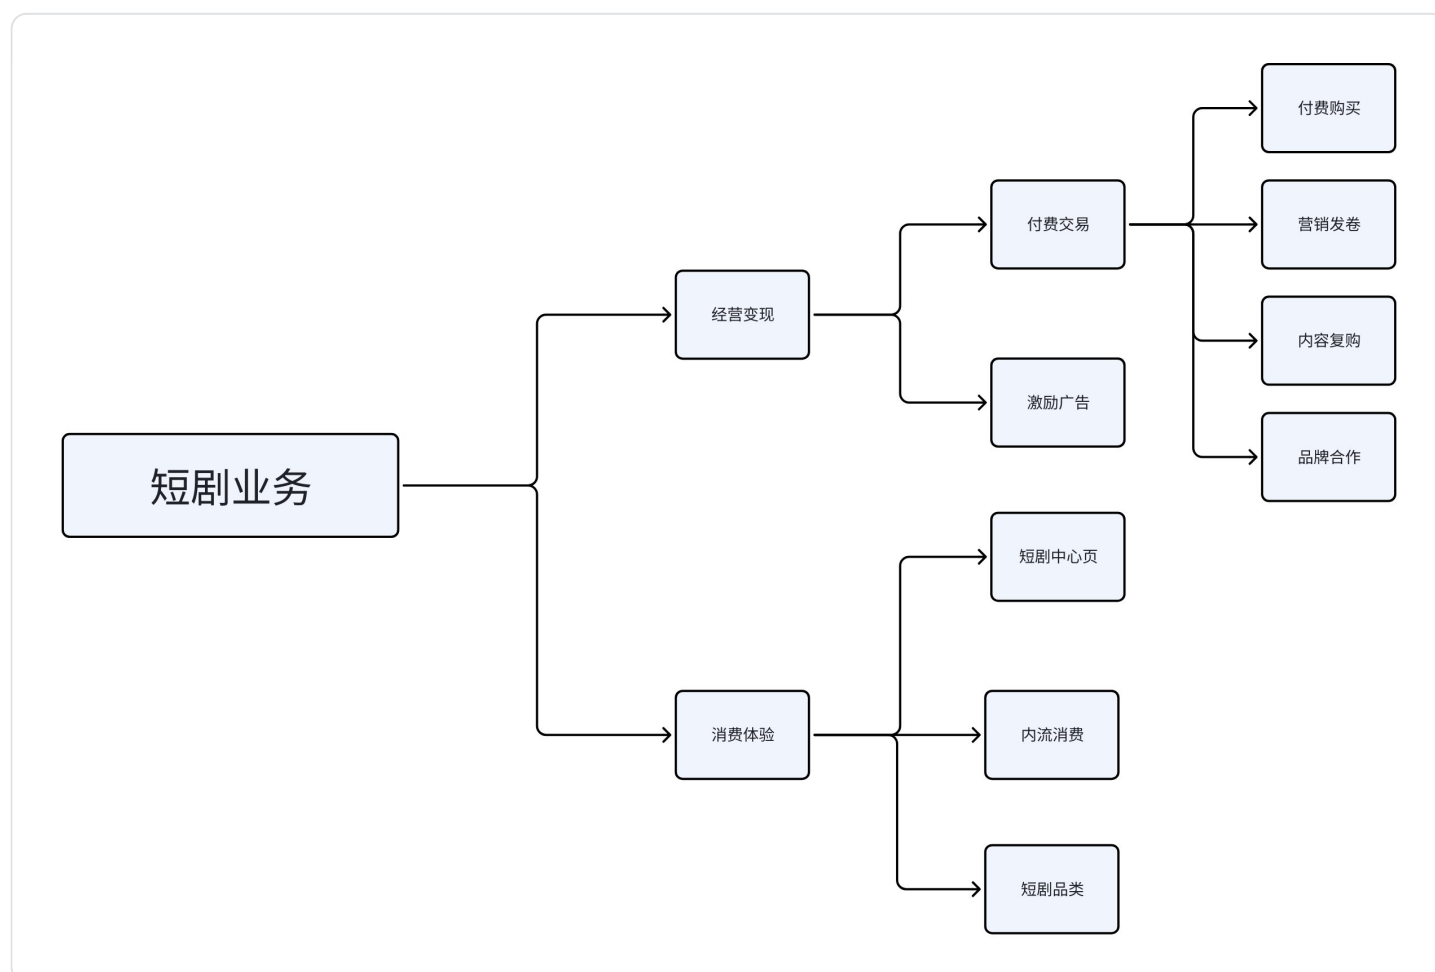 短剧业务
经营变现
付费交易
付费购买
营销发卷
内容复购
品牌合作
激励广告
消费体验
短剧中心页
内流消费
短剧品类